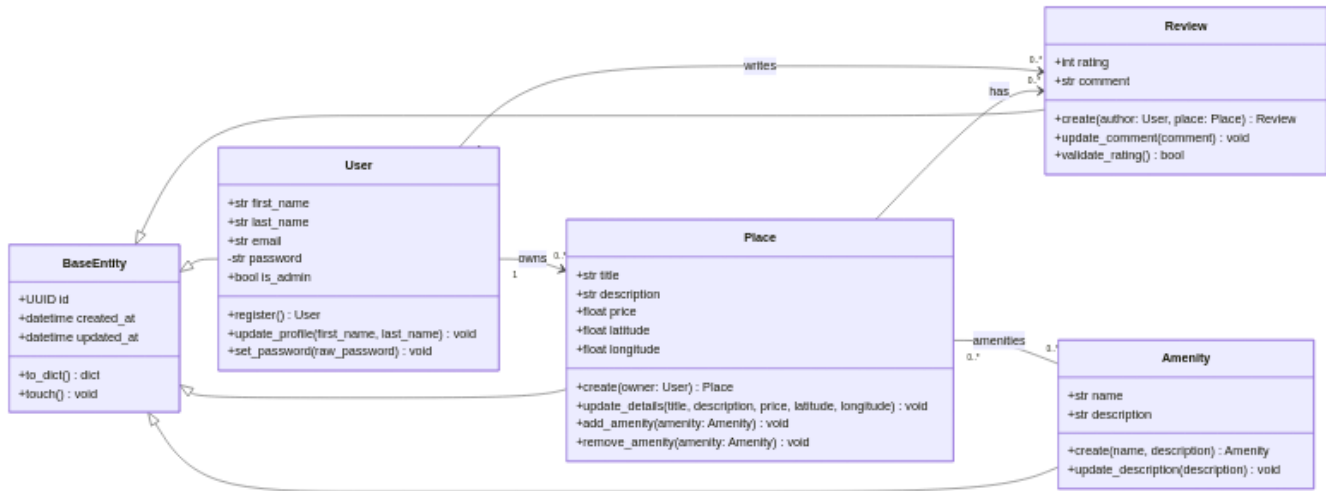 Review
+int rating
+str comment
+create(author: User, place: Place) : Review
+update_comment(comment) : void
+validate_rating() : bool
writes
0..*
has
0..*
User
+str first_name
+str last_name
+str email
-str password
+bool is_admin
+register() : User
+update_profile(first_name, last_name) : void
+set_password(raw_password) : void
owns
1
0..*
Place
+str title
+str description
+float price
+float latitude
+float longitude
+create(owner: User) : Place
+update_details(title, description, price, latitude, longitude) : void
+add_amenity(amenity: Amenity) : void
+remove_amenity(amenity: Amenity) : void
BaseEntity
+UUID id
+datetime created_at
+datetime updated_at
+to_dict() : dict
+touch() : void
amenities
0..*
0..*
Amenity
+str name
+str description
+create(name, description) : Amenity
+update_description(description) : void